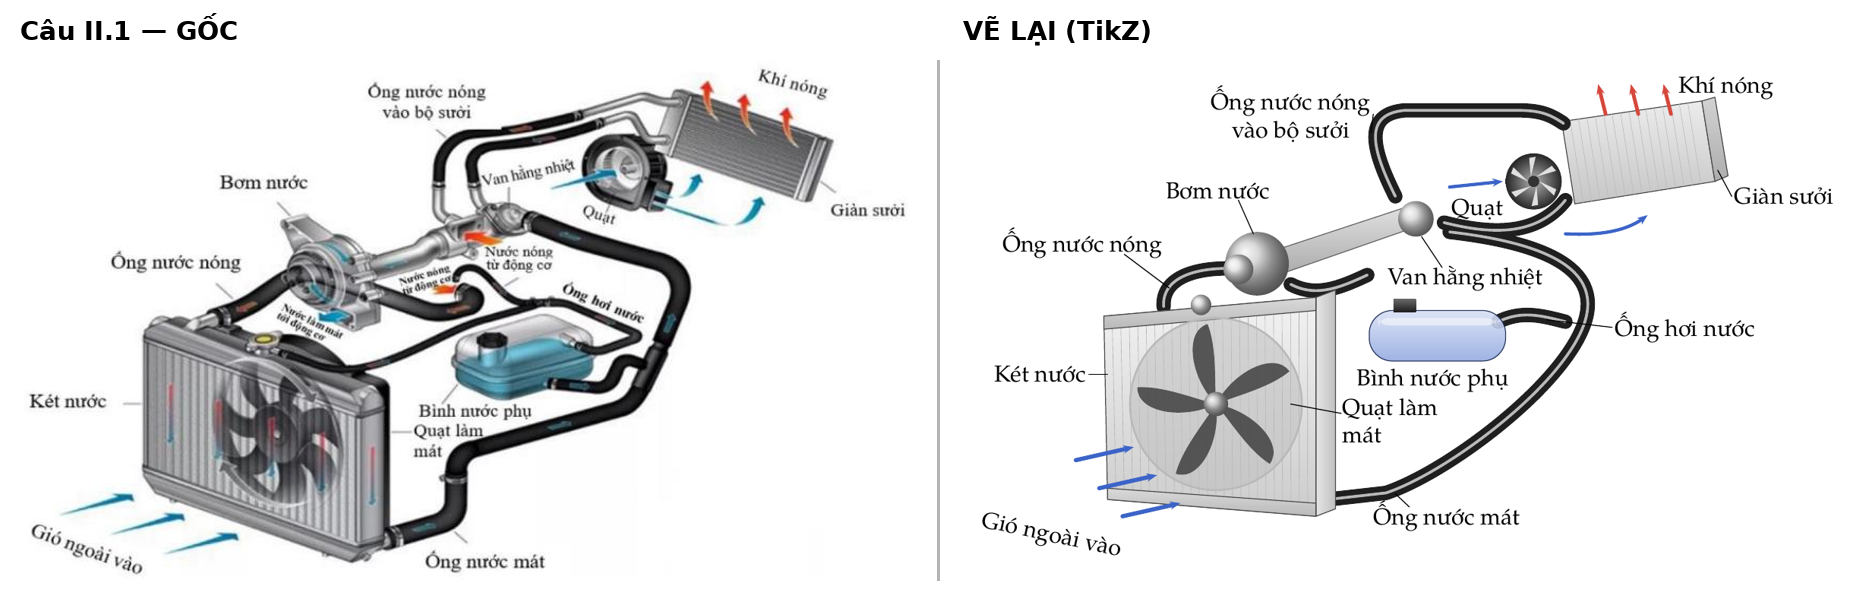 Câu II.1 — GỐC
Khí nóng
Ống nước nóng
vào bộ sưởi
Van hằng nhiệt
Bơm nước
Quạt
Giàn sưởi
Nước nóng
từ động cơ
Ống nước nóng
Nước nóng
từ động cơ
Ống hơi nước
Nước làm mát
tới động cơ
Két nước
Bình nước phụ
Quạt làm
mát
Gió ngoài vào
Ống nước mát
VẼ LẠI (TikZ)
Khí nóng
Ống nước nóng
vào bộ sưởi
Bơm nước
Giàn sưởi
Quạt
Ống nước nóng
Van hằng nhiệt
Ống hơi nước
Két nước
Bình nước phụ
Quạt làm
mát
Gió ngoài vào
Ống nước mát